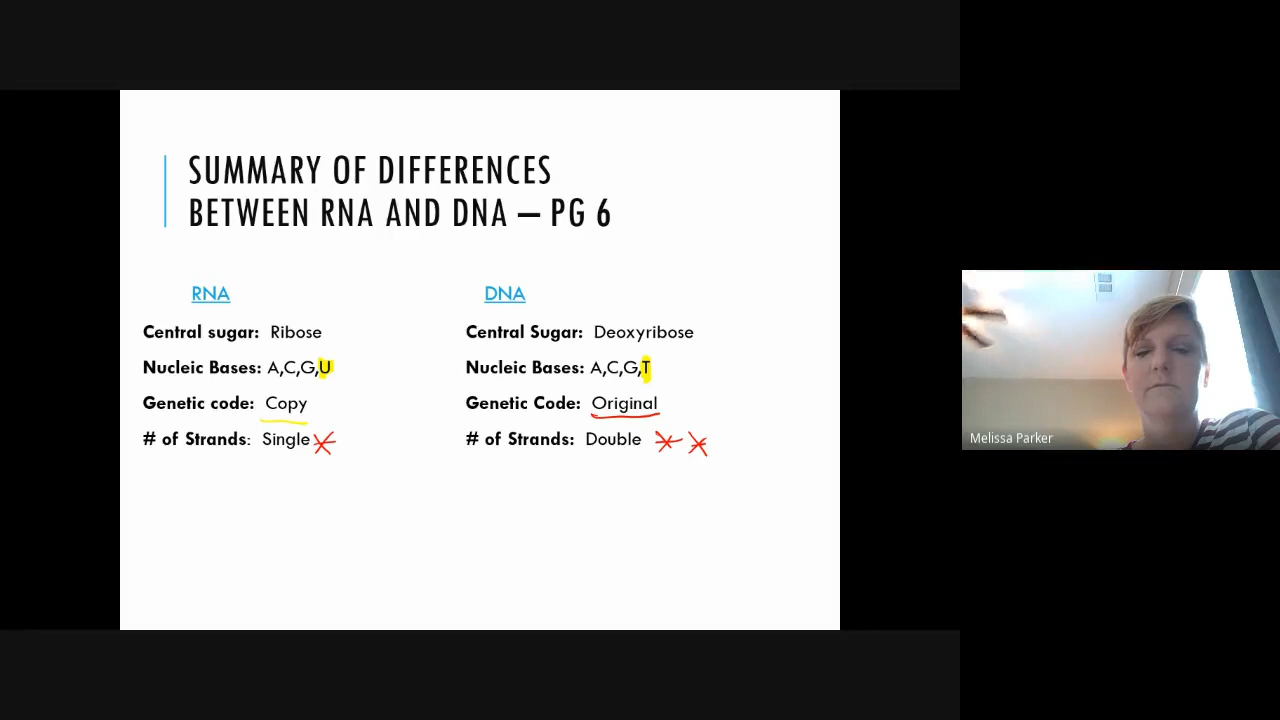 SUMMARY OF DIFFERENCES
BETWEEN RNA AND DNA – PG 6
RNA
Central sugar: Ribose
Nucleic Bases: A,C,G,U
Genetic code: Copy
# of Strands: Single
DNA
Central Sugar: Deoxyribose
Nucleic Bases: A,C,G,T
Genetic Code: Original
# of Strands: Double
Melissa Parker